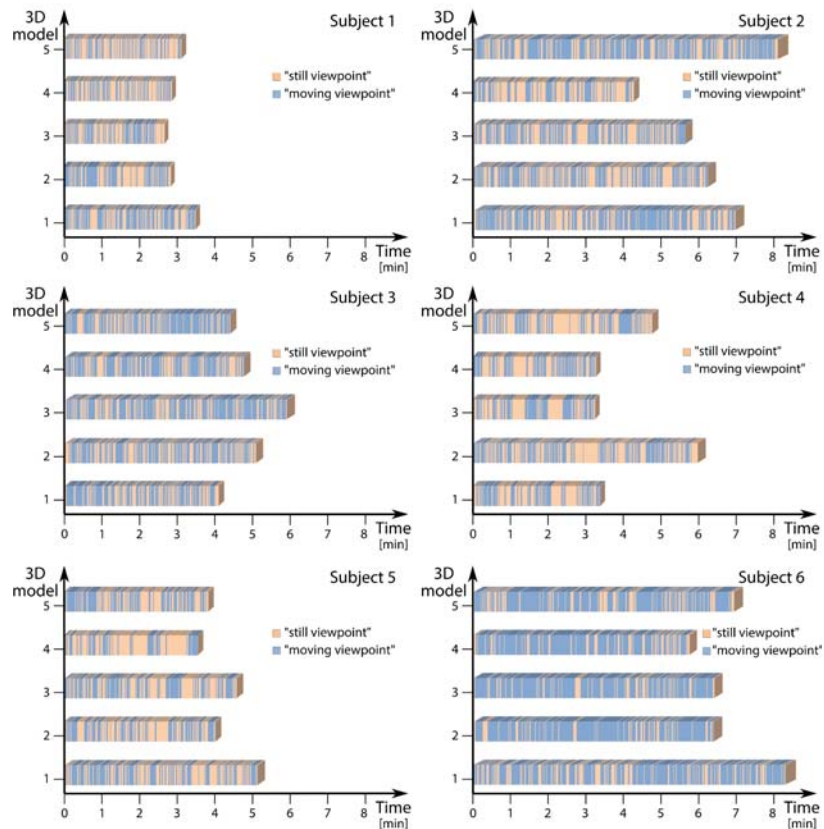 3D
model
Subject 1
5
"still viewpoint"
"moving viewpoint"
4
3
2
1
Time
0 1 2 3 4 5 6 7 8
[min]
3D
model
Subject 2
5
"still viewpoint"
"moving viewpoint"
4
3
2
1
Time
0 1 2 3 4 5 6 7 8
[min]
3D
model
Subject 3
5
"still viewpoint"
"moving viewpoint"
4
3
2
1
Time
0 1 2 3 4 5 6 7 8
[min]
3D
model
Subject 4
5
"still viewpoint"
"moving viewpoint"
4
3
2
1
Time
0 1 2 3 4 5 6 7 8
[min]
3D
model
Subject 5
5
"still viewpoint"
"moving viewpoint"
4
3
2
1
Time
0 1 2 3 4 5 6 7 8
[min]
3D
model
Subject 6
5
"still viewpoint"
"moving viewpoint"
4
3
2
1
Time
0 1 2 3 4 5 6 7 8
[min]